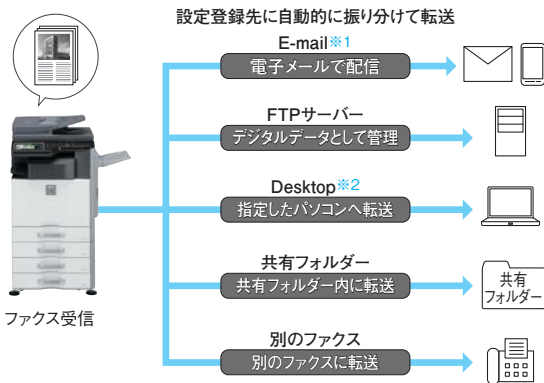 設定登録先に自動的に振り分けて転送
E-mail※1
電子メールで配信
FTPサーバー
デジタルデータとして管理
Desktop※2
指定したパソコンへ転送
共有フォルダー
共有フォルダー内に転送
共有
フォルダー
別のファクス
別のファクスに転送
ファクス受信